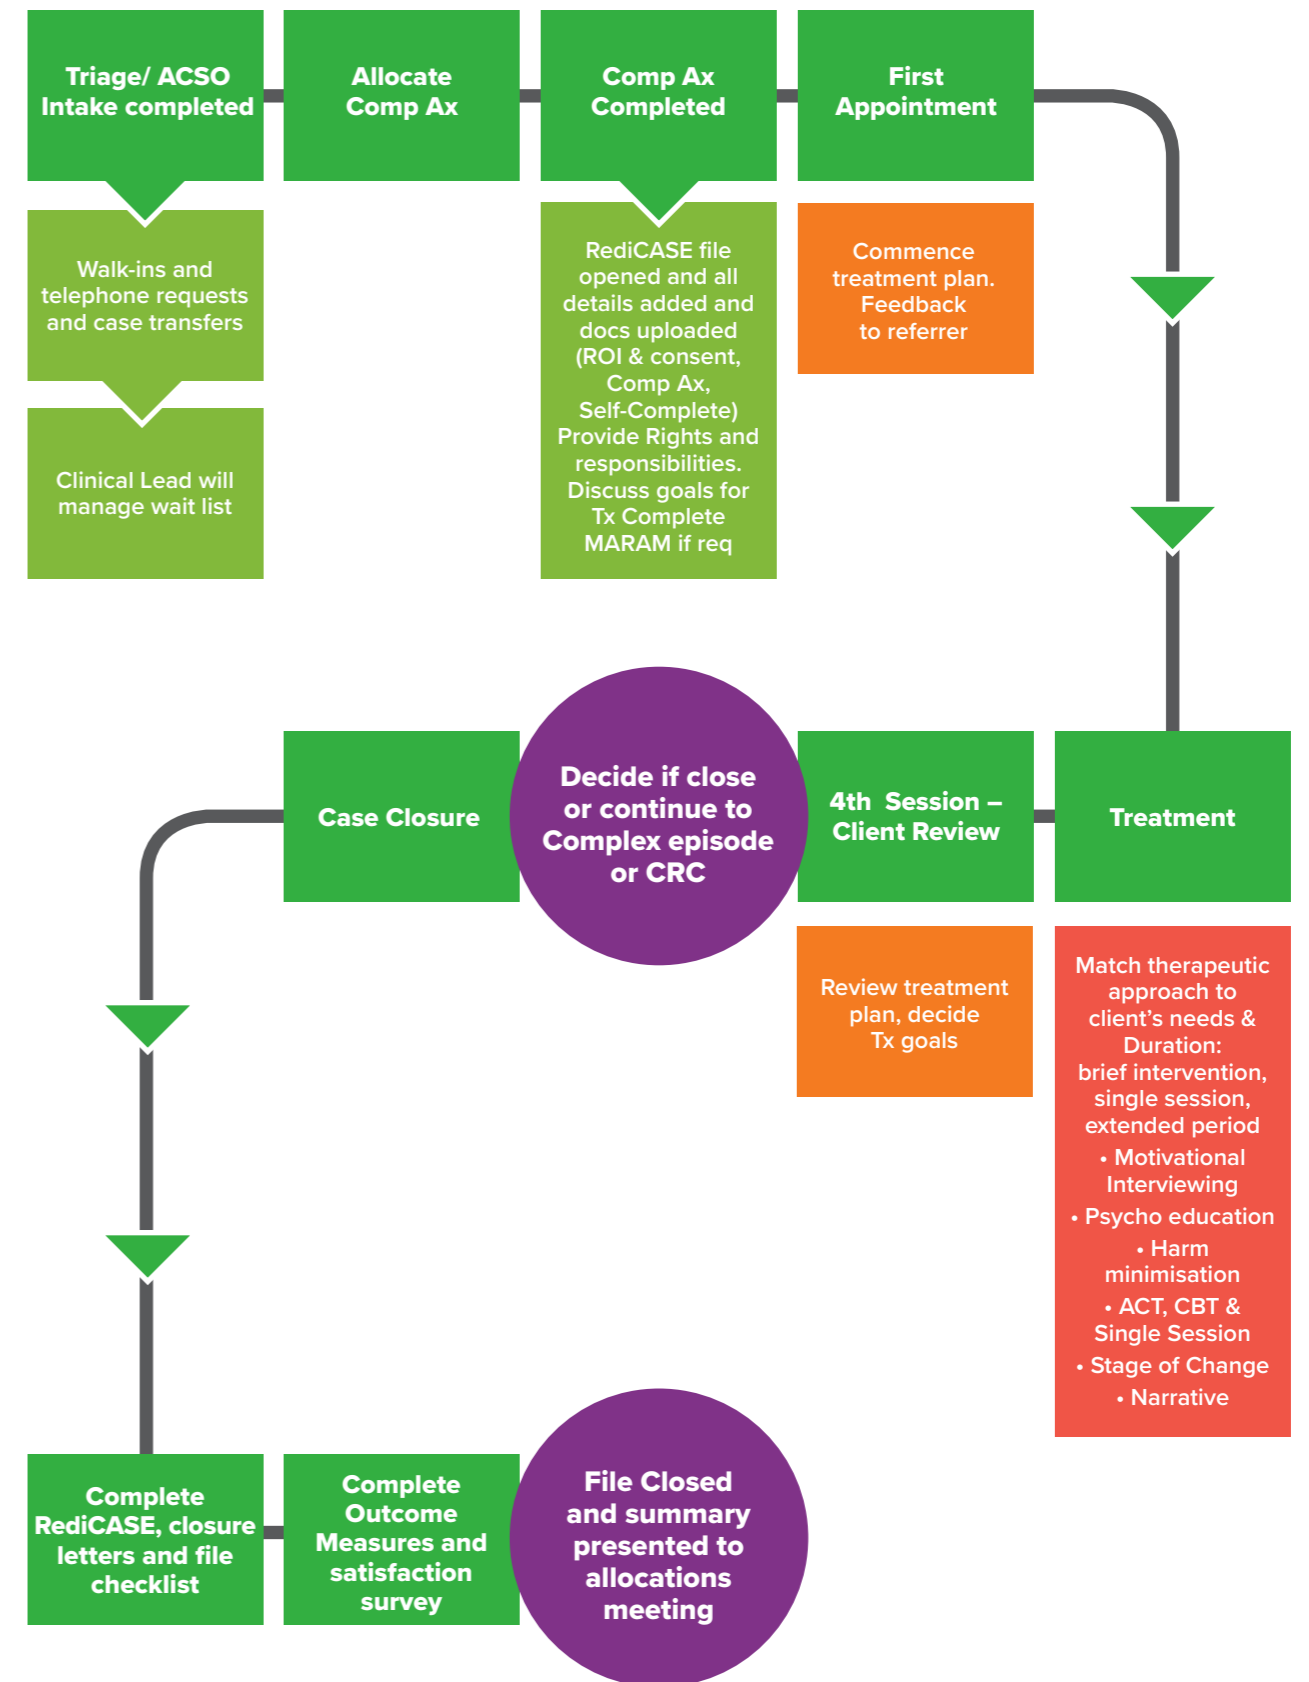 Triage/ ACSO
Intake completed
Allocate
Comp Ax
Comp Ax
Completed
First
Appointment
Walk-ins and
telephone requests
and case transfers
Clinical Lead will
manage wait list
RediCASE file
opened and all
details added and
docs uploaded
(ROI & consent,
Comp Ax,
Self-Complete)
Provide Rights and
responsibilities.
Discuss goals for
Tx Complete
MARAM if req
Commence
treatment plan.
Feedback
to referrer
Treatment
Match therapeutic
approach to
client’s needs &
Duration:
brief intervention,
single session,
extended period
• Motivational
Interviewing
• Psycho education
• Harm
minimisation
• ACT, CBT &
Single Session
• Stage of Change
• Narrative
4th Session –
Client Review
Review treatment
plan, decide
Tx goals
Decide if close
or continue to
Complex episode
or CRC
Case Closure
Complete
RediCASE, closure
letters and file
checklist
Complete
Outcome
Measures and
satisfaction
survey
File Closed
and summary
presented to
allocations
meeting